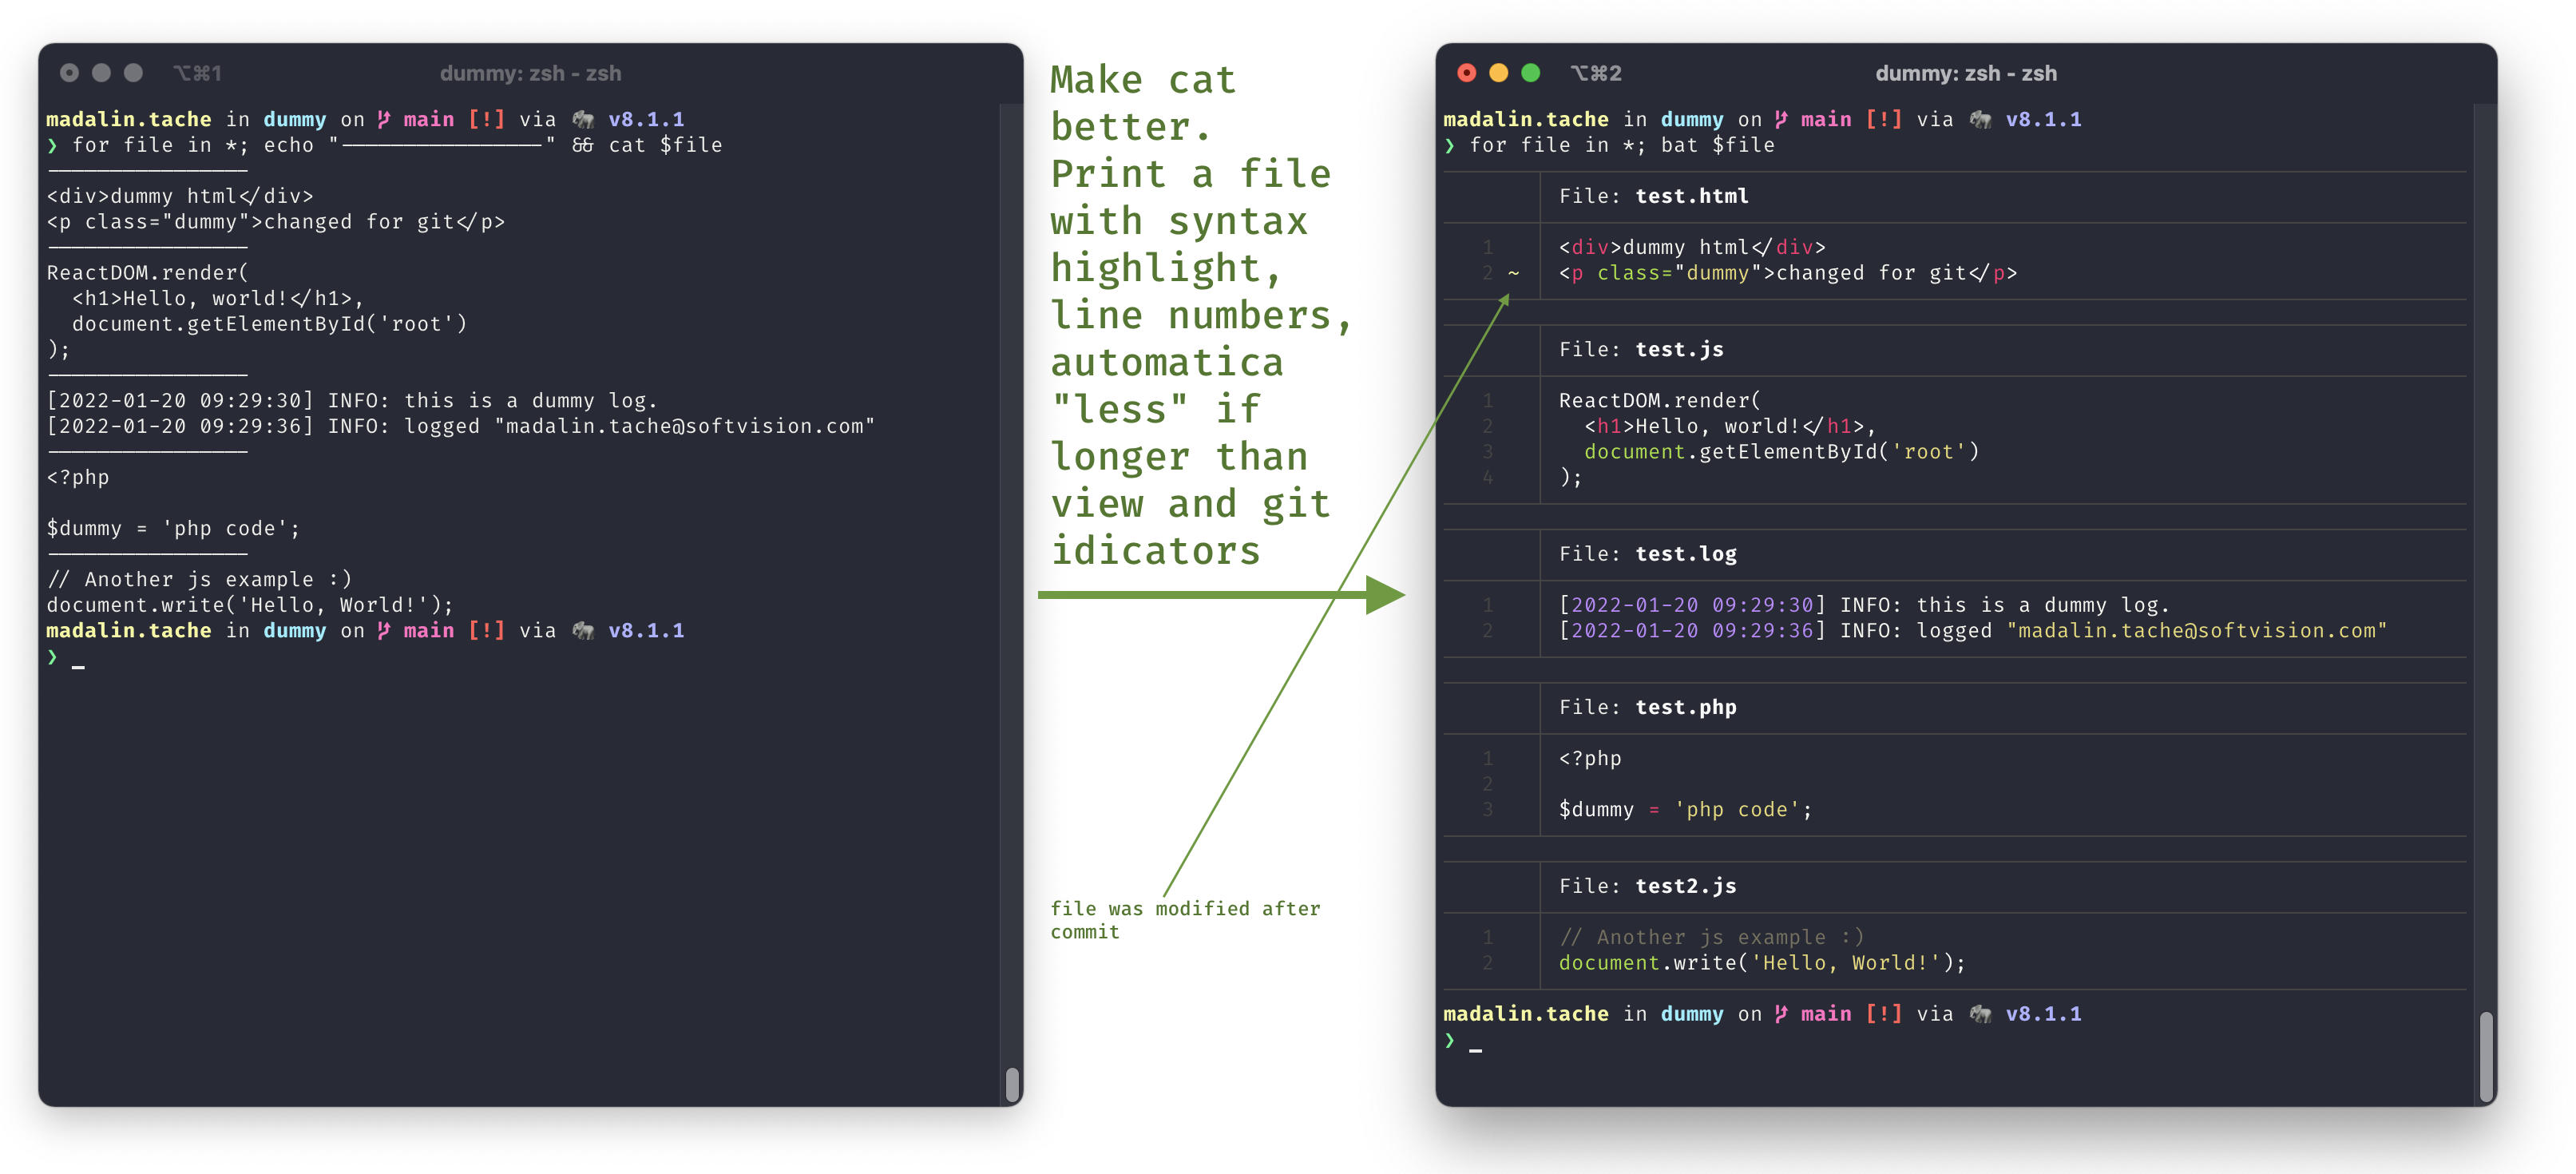 ⌥⌘1 dummy: zsh - zsh
madalin.tache in dummy on main [!] via 🐘 v8.1.1
❯ for file in *; echo "----------------" && cat $file
----------------
<div>dummy html</div>
<p class="dummy">changed for git</p>
----------------
ReactDOM.render(
  <h1>Hello, world!</h1>,
  document.getElementById('root')
);
----------------
[2022-01-20 09:29:30] INFO: this is a dummy log.
[2022-01-20 09:29:36] INFO: logged "madalin.tache@softvision.com"
----------------
<?php
$dummy = 'php code';
----------------
// Another js example :)
document.write('Hello, World!');
madalin.tache in dummy on main [!] via 🐘 v8.1.1
❯ _
Make cat
better.
Print a file
with syntax
highlight,
line numbers,
automatica
"less" if
longer than
view and git
idicators
file was modified after
commit
⌥⌘2 dummy: zsh - zsh
madalin.tache in dummy on main [!] via 🐘 v8.1.1
❯ for file in *; bat $file
File: test.html
1 <div>dummy html</div>
2 ~ <p class="dummy">changed for git</p>
File: test.js
1 ReactDOM.render(
2   <h1>Hello, world!</h1>,
3   document.getElementById('root')
4 );
File: test.log
1 [2022-01-20 09:29:30] INFO: this is a dummy log.
2 [2022-01-20 09:29:36] INFO: logged "madalin.tache@softvision.com"
File: test.php
1 <?php
2
3 $dummy = 'php code';
File: test2.js
1 // Another js example :)
2 document.write('Hello, World!');
madalin.tache in dummy on main [!] via 🐘 v8.1.1
❯ _